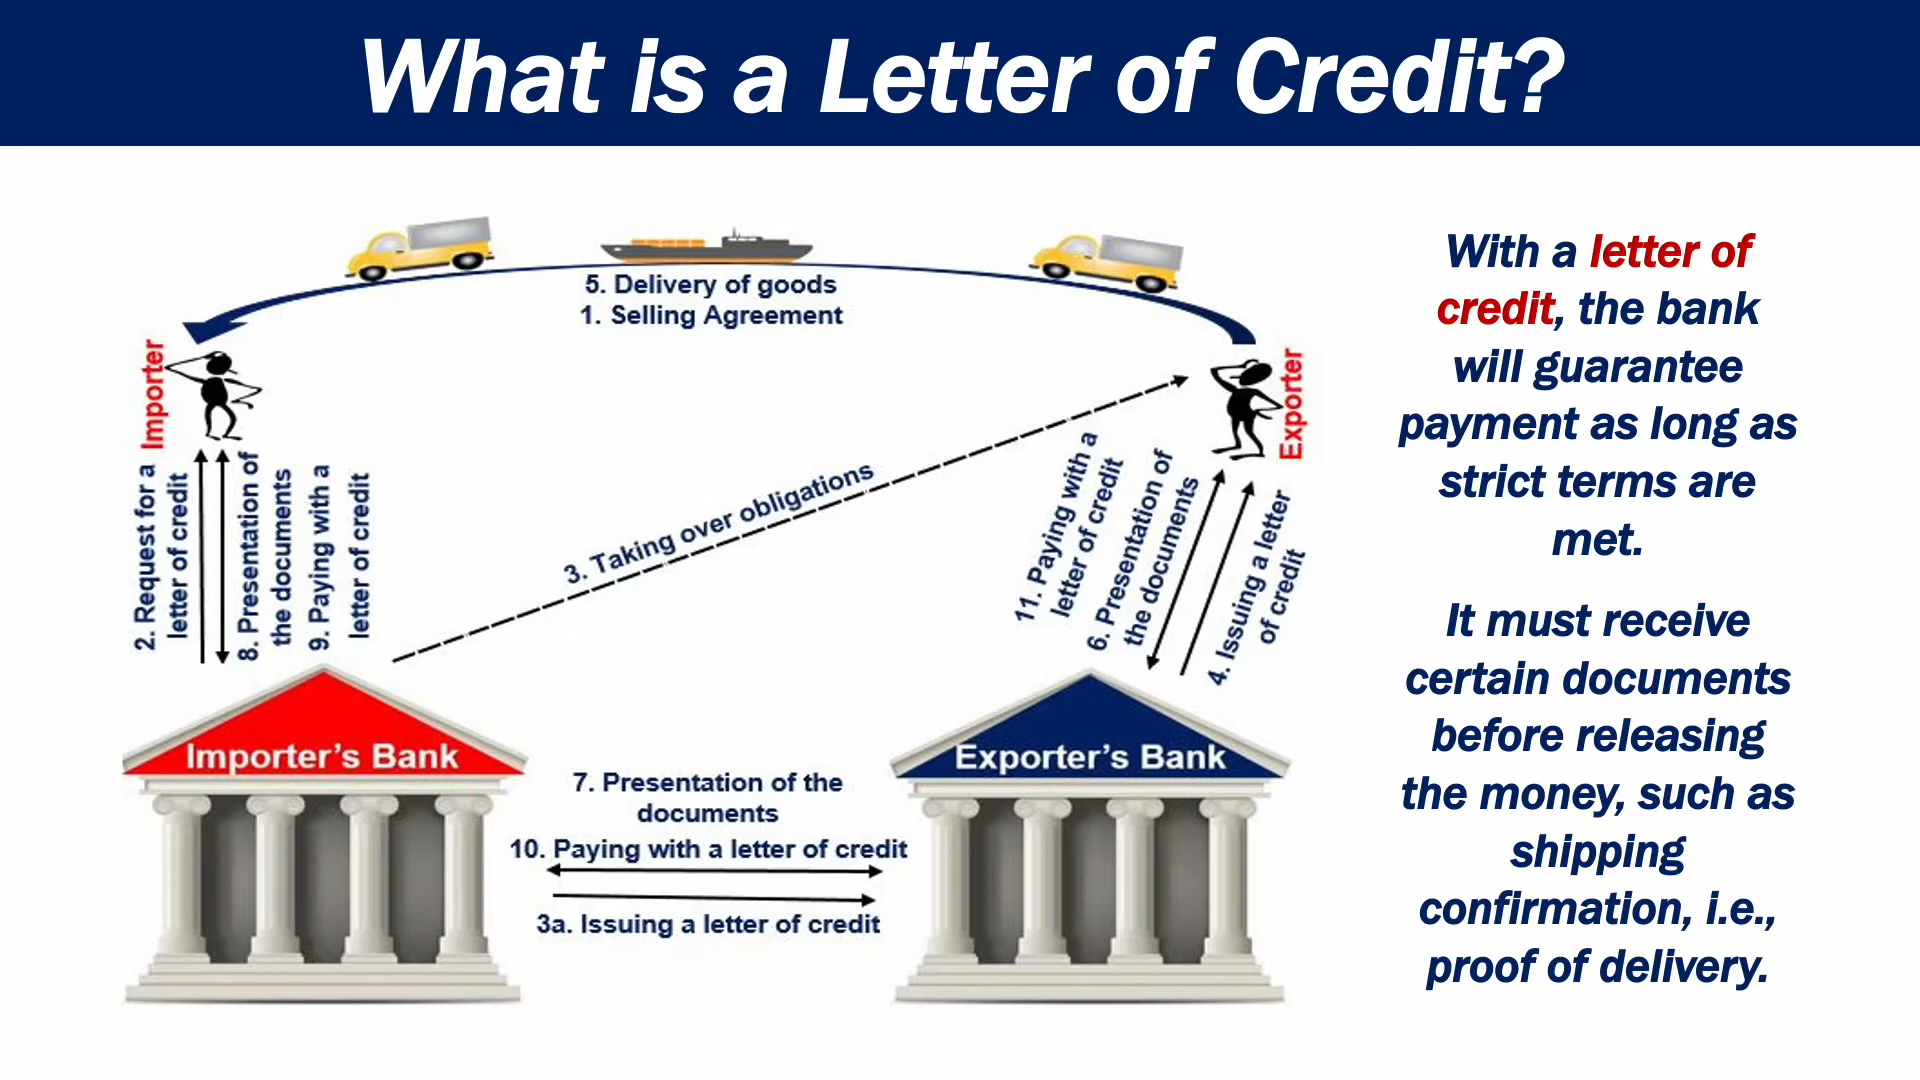 What is a Letter of Credit?
5. Delivery of goods
1. Selling Agreement
Importer
Exporter
2. Request for a
letter of credit
8. Presentation of
the documents
9. Paying with a
letter of credit
3. Taking over obligations
11. Paying with a
letter of credit
6. Presentation of
the documents
4. Issuing a letter
of credit
Importer's Bank
Exporter's Bank
7. Presentation of the
documents
10. Paying with a letter of credit
3a. Issuing a letter of credit
With a letter of
credit, the bank
will guarantee
payment as long as
strict terms are
met.
It must receive
certain documents
before releasing
the money, such as
shipping
confirmation, i.e.,
proof of delivery.